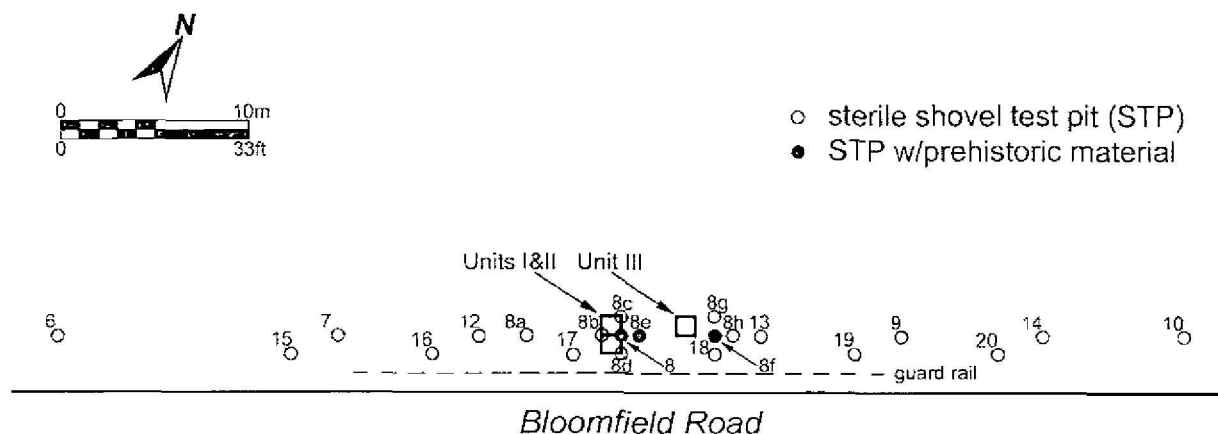 N
0 10m
0 33ft
sterile shovel test pit (STP)
STP w/prehistoric material
Units I&II Unit III
8c 8g
6 7 12 8a 8b 8e 8h 13 9 14 10
15 16 17 18 19 20
8d 8 8f
guard rail
Bloomfield Road